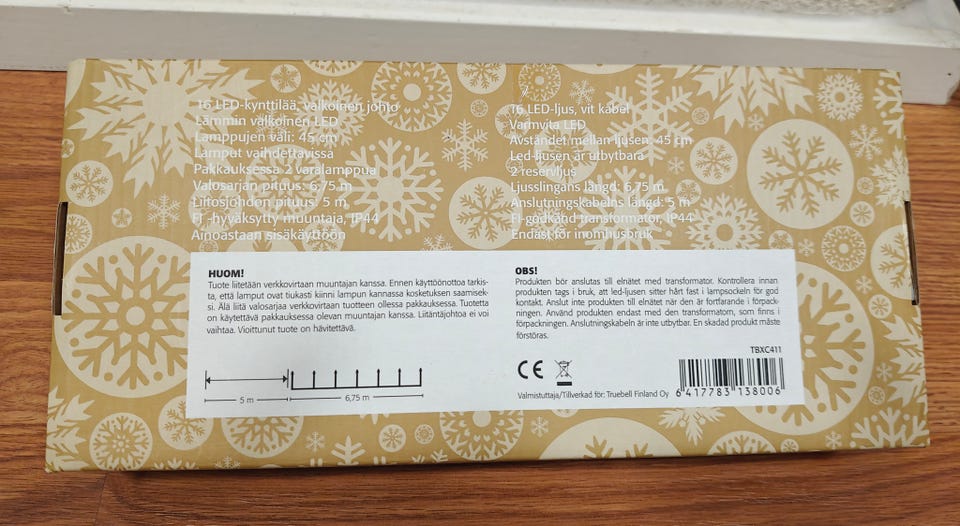 16 LED-kynttilää, valkoinen johto
Lämmin valkoinen LED
Lamppujen väli: 45 cm
Lamput vaihdettavissa
Pakkauksessa 2 varalamppua
Valosarjan pituus: 6,75 m
Liitosjohdon pituus: 5 m
FI -hyväksytty muuntaja, IP44
Ainoastaan sisäkäyttöön
16 LED-ljus, vit kabel
Varmvita LED
Avståndet mellan ljusen: 45 cm
Led-ljusen är utbytbara
2 reservljus
Ljusslingans längd: 6,75 m
Anslutningskabelns längd: 5 m
FI-godkänd transformator, IP44
Endast för inomhusbruk
HUOM!
Tuote liitetään verkkovirtaan muuntajan kanssa. Ennen käyttöönottoa tarkis-
ta, että lamput ovat tiukasti kiinni lampun kannassa kosketuksen saamisek-
si. Älä liitä valosarjaa verkkovirtaan tuotteen ollessa pakkauksessa. Tuotetta
on käytettävä pakkauksessa olevan muuntajan kanssa. Liitäntäjohtoa ei voi
vaihtaa. Vioittunut tuote on hävitettävä.
5 m
6,75 m
OBS!
Produkten bör anslutas till elnätet med transformator. Kontrollera innan
produkten tags i bruk, att led-ljusen sitter hårt fast i lampsockeln för god
kontakt. Anslut inte produkten till elnätet när den är fortfarande i förpack-
ningen. Använd produkten endast med den transformatorn, som finns i
förpackningen. Anslutningskabeln är inte utbytbar. En skadad produkt måste
förstöras.
TBXC411
CE
6 417783 138006
Valmistuttaja/Tillverkad för: Truebell Finland Oy